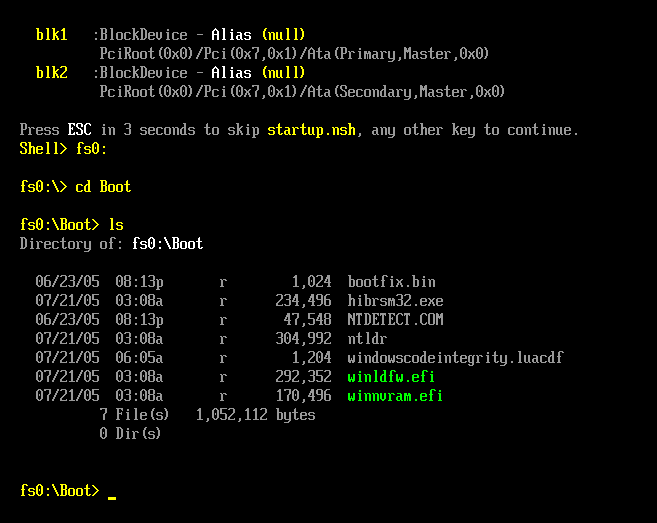 blk1   :BlockDevice - Alias (null)
PciRoot(0x0)/Pci(0x7,0x1)/Ata(Primary,Master,0x0)
blk2   :BlockDevice - Alias (null)
PciRoot(0x0)/Pci(0x7,0x1)/Ata(Secondary,Master,0x0)
Press ESC in 3 seconds to skip startup.nsh, any other key to continue.
Shell> fs0:
fs0:\> cd Boot
fs0:\Boot> ls
Directory of: fs0:\Boot
06/23/05  08:13p       r        1,024  bootfix.bin
07/21/05  03:08a       r      234,496  hibrsm32.exe
06/23/05  08:13p       r       47,548  NTDETECT.COM
07/21/05  03:08a       r      304,992  ntldr
07/21/05  06:05a       r        1,204  windowscodeintegrity.luacdf
07/21/05  03:08a       r      292,352  winldfw.efi
07/21/05  03:08a       r      170,496  winnvram.efi
7 File(s)   1,052,112 bytes
0 Dir(s)
fs0:\Boot> _